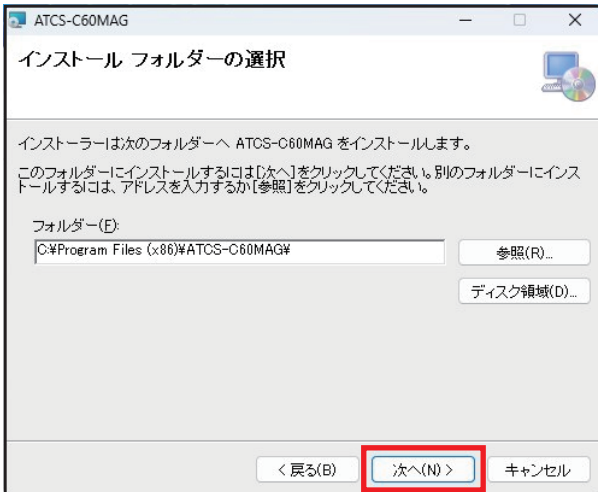 ATCS-C60MAG
インストール フォルダーの選択
インストーラーは次のフォルダーへ ATCS-C60MAG をインストールします。
このフォルダーにインストールするには[次へ]をクリックしてください。別のフォルダーにインス
トールするには、アドレスを入力するか[参照]をクリックしてください。
フォルダー(F):
C:¥Program Files (x86)¥ATCS-C60MAG¥
参照(R)...
ディスク領域(D)...
< 戻る(B)
次へ(N) >
キャンセル